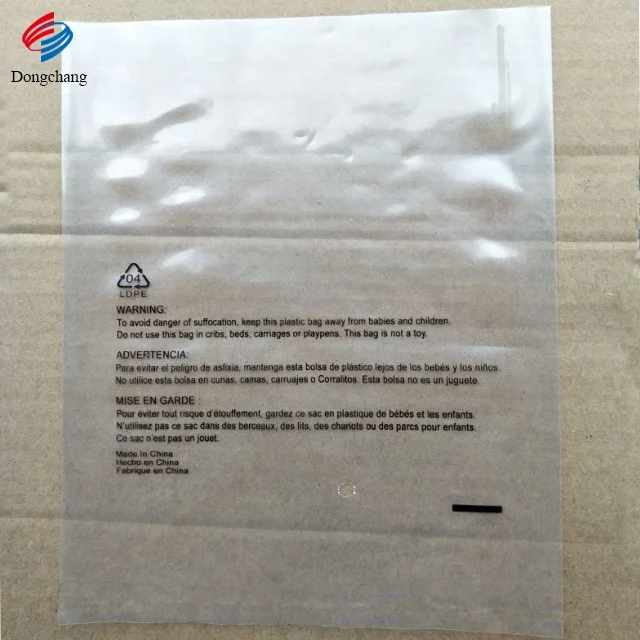 Dongchang
04
LDPE
WARNING:
To avoid danger of suffocation, keep this plastic bag away from babies and children.
Do not use this bag in cribs, beds, carriages or playpens. This bag is not a toy.
ADVERTENCIA:
Para evitar el peligro de asfixia, mantenga esta bolsa de plástico lejos de los bebés y los niños.
No utilice esta bolsa en cunas, camas, carruajes o Corralitos. Esta bolsa no es un juguete.
MISE EN GARDE :
Pour éviter tout risque d'étouffement, gardez ce sac en plastique de bébés et les enfants.
N'utilisez pas ce sac dans des berceaux, des lits, des chariots ou des parcs pour enfants.
Ce sac n'est pas un jouet.
Made In China
Hecho en China
Fabrique en China